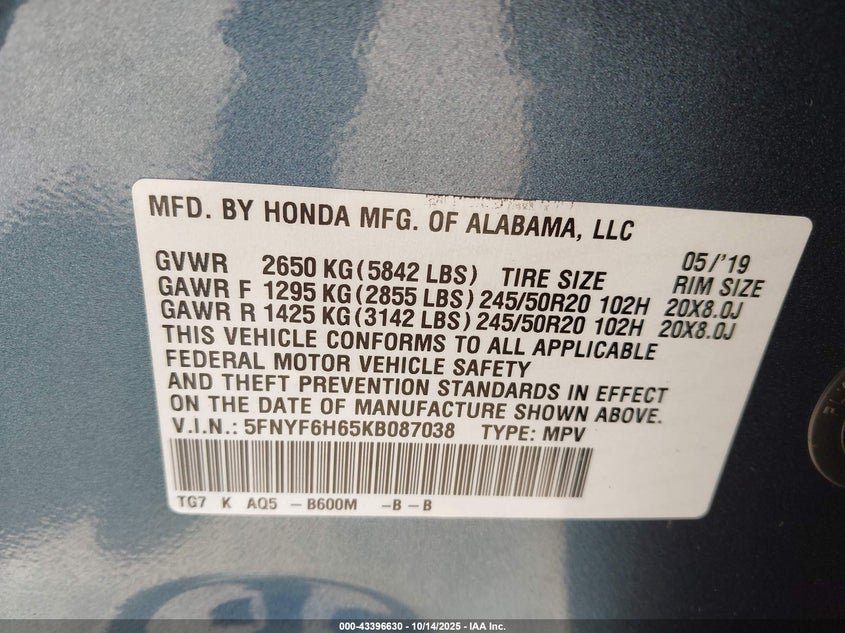 MFD. BY HONDA MFG. OF ALABAMA, LLC
05/'19
GVWR 2650 KG (5842 LBS) TIRE SIZE RIM SIZE
GAWR F 1295 KG (2855 LBS) 245/50R20 102H 20X8.0J
GAWR R 1425 KG (3142 LBS) 245/50R20 102H 20X8.0J
THIS VEHICLE CONFORMS TO ALL APPLICABLE
FEDERAL MOTOR VEHICLE SAFETY
AND THEFT PREVENTION STANDARDS IN EFFECT
ON THE DATE OF MANUFACTURE SHOWN ABOVE.
V.I.N.: 5FNYF6H65KB087038 TYPE: MPV
TG7 K AQ5 -B600M -B-B
000-43396630 - 10/14/2025 - IAA Inc.